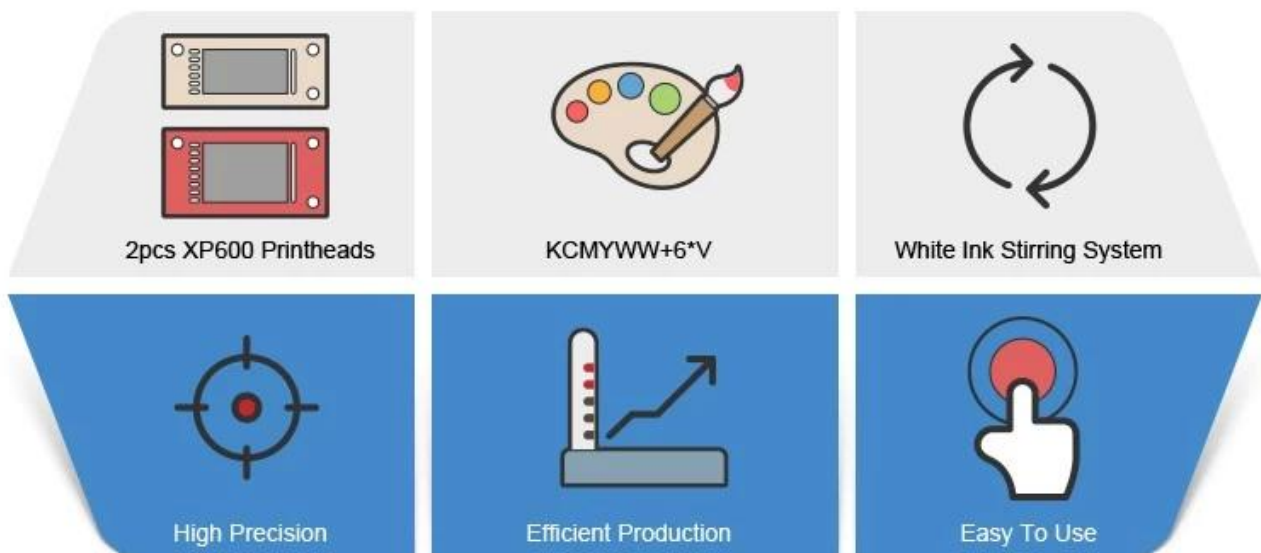 2pcs XP600 Printheads
KCMYWW+6*V
White Ink Stirring System
High Precision
Efficient Production
Easy To Use